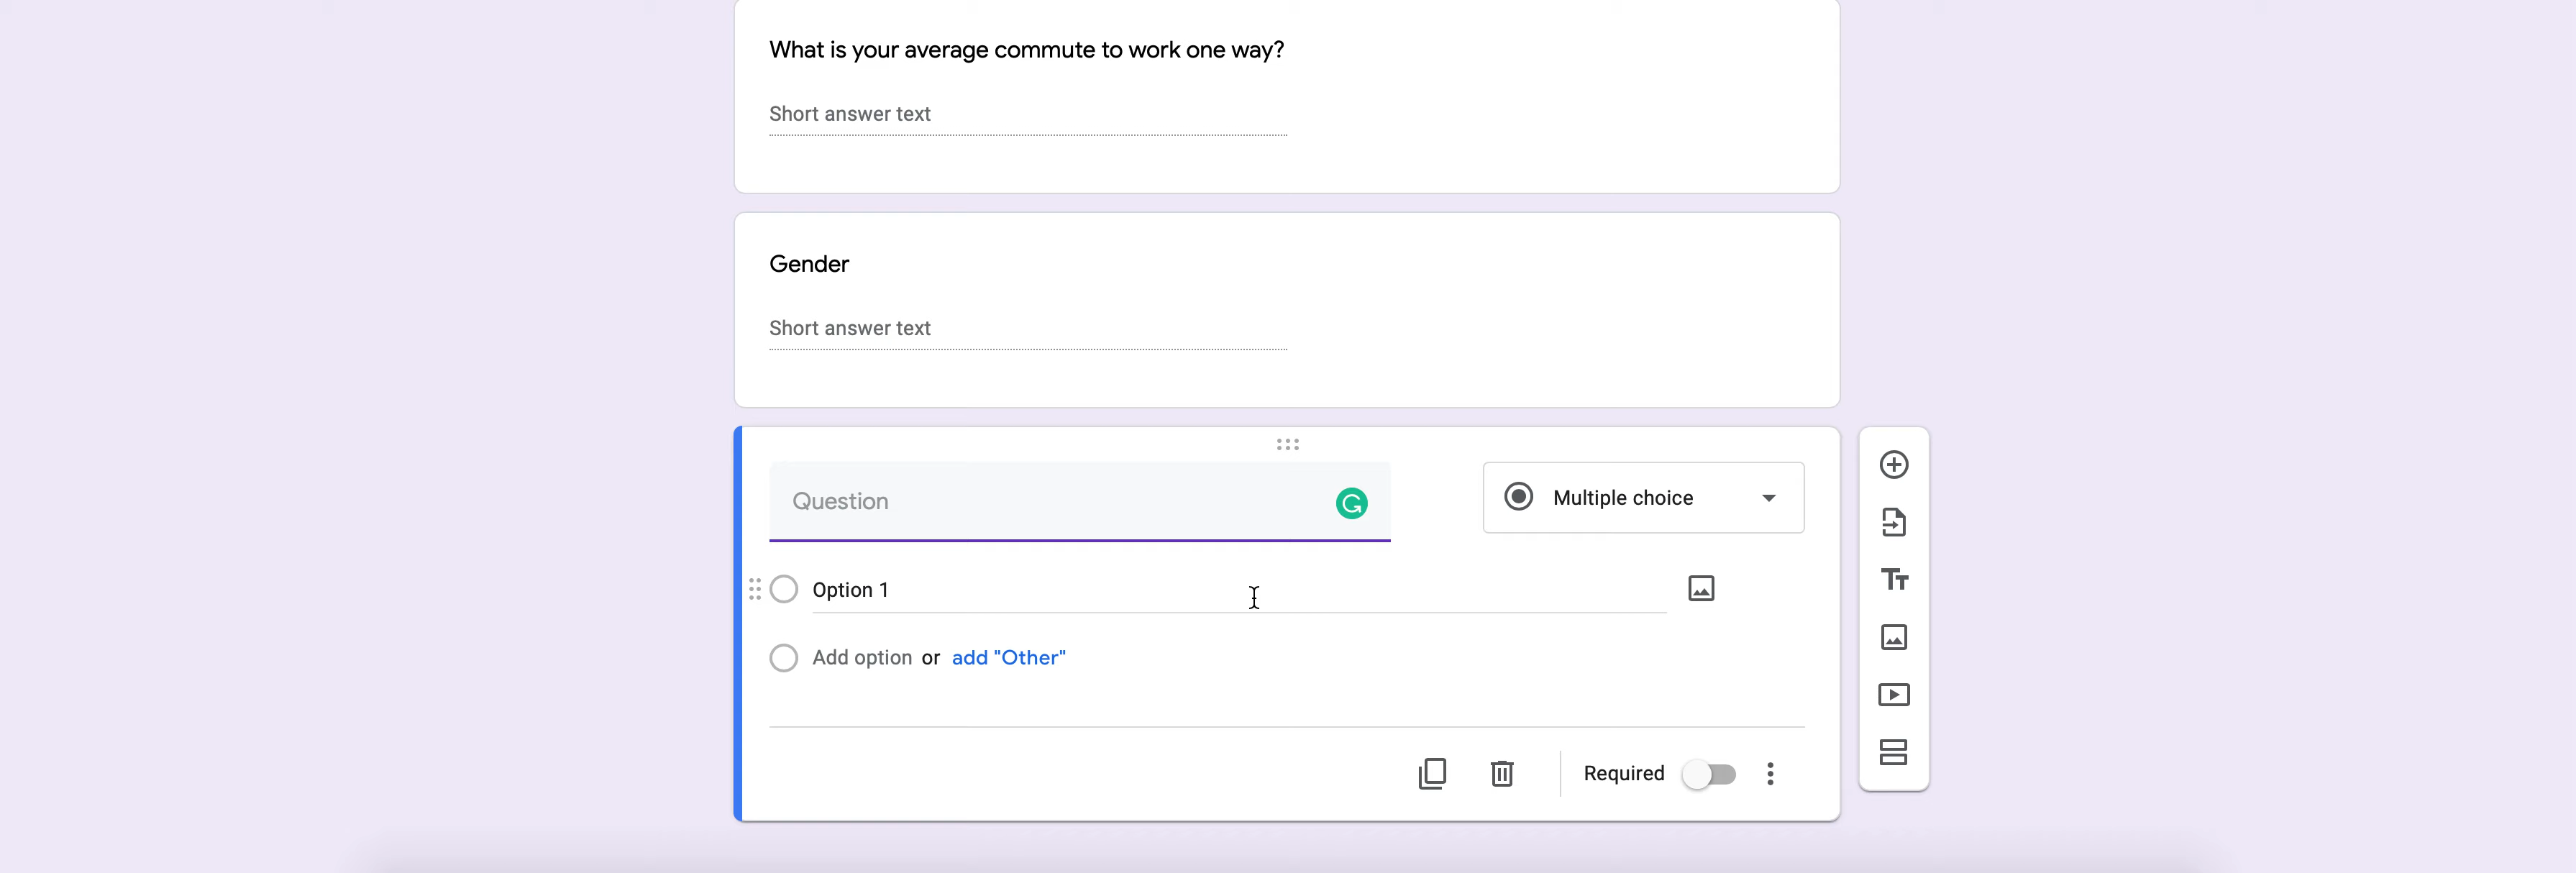 What is your average commute to work one way?
Short answer text
Gender
Short answer text
Question
Multiple choice
Option 1
Add option or add "Other"
Required